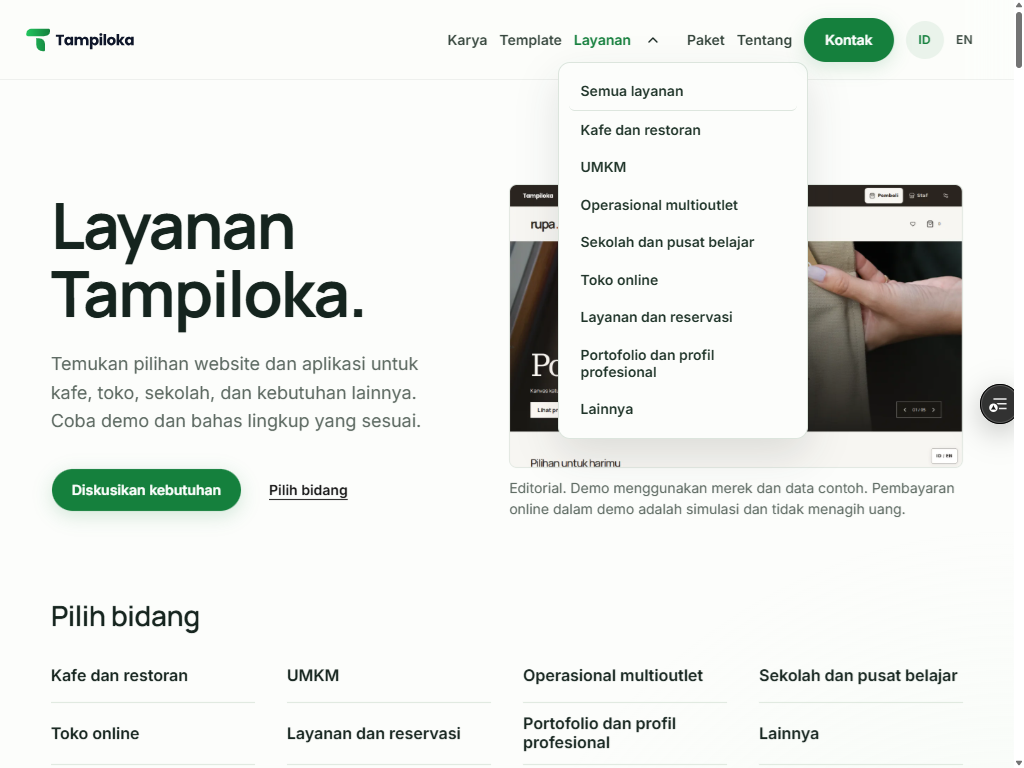 Tampiloka
Karya Template Layanan Paket Tentang Kontak ID EN
Semua layanan
Kafe dan restoran
UMKM
Operasional multioutlet
Sekolah dan pusat belajar
Toko online
Layanan dan reservasi
Portofolio dan profil
profesional
Lainnya
Layanan
Tampiloka.
Temukan pilihan website dan aplikasi untuk
kafe, toko, sekolah, dan kebutuhan lainnya.
Coba demo dan bahas lingkup yang sesuai.
Diskusikan kebutuhan Pilih bidang
Tampiloka Pembeli Staf
rupa.
Po
Lihat pr
01 / 05
Pilihan untuk harimu
ID / EN
Editorial. Demo menggunakan merek dan data contoh. Pembayaran
online dalam demo adalah simulasi dan tidak menagih uang.
Pilih bidang
Kafe dan restoran UMKM Operasional multioutlet Sekolah dan pusat belajar
Toko online Layanan dan reservasi Portofolio dan profil
profesional Lainnya